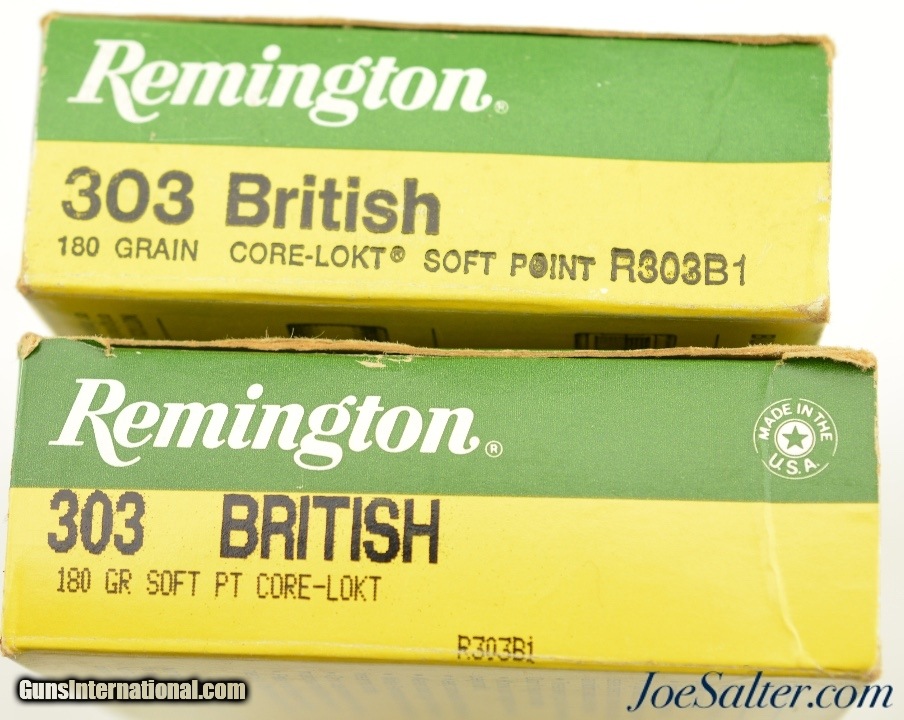 Remington®
303 British
180 GRAIN CORE-LOKT® SOFT POINT R303B1
Remington®
MADE IN THE U.S.A.
303 BRITISH
180 GR SOFT PT CORE-LOKT
R303B1
GunsInternational.com
JoeSalter.com